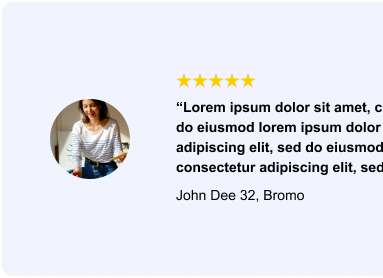 ★★★★★
“Lorem ipsum dolor sit amet, c
do eiusmod lorem ipsum dolor
adipiscing elit, sed do eiusmod
consectetur adipiscing elit, sed
John Dee 32, Bromo